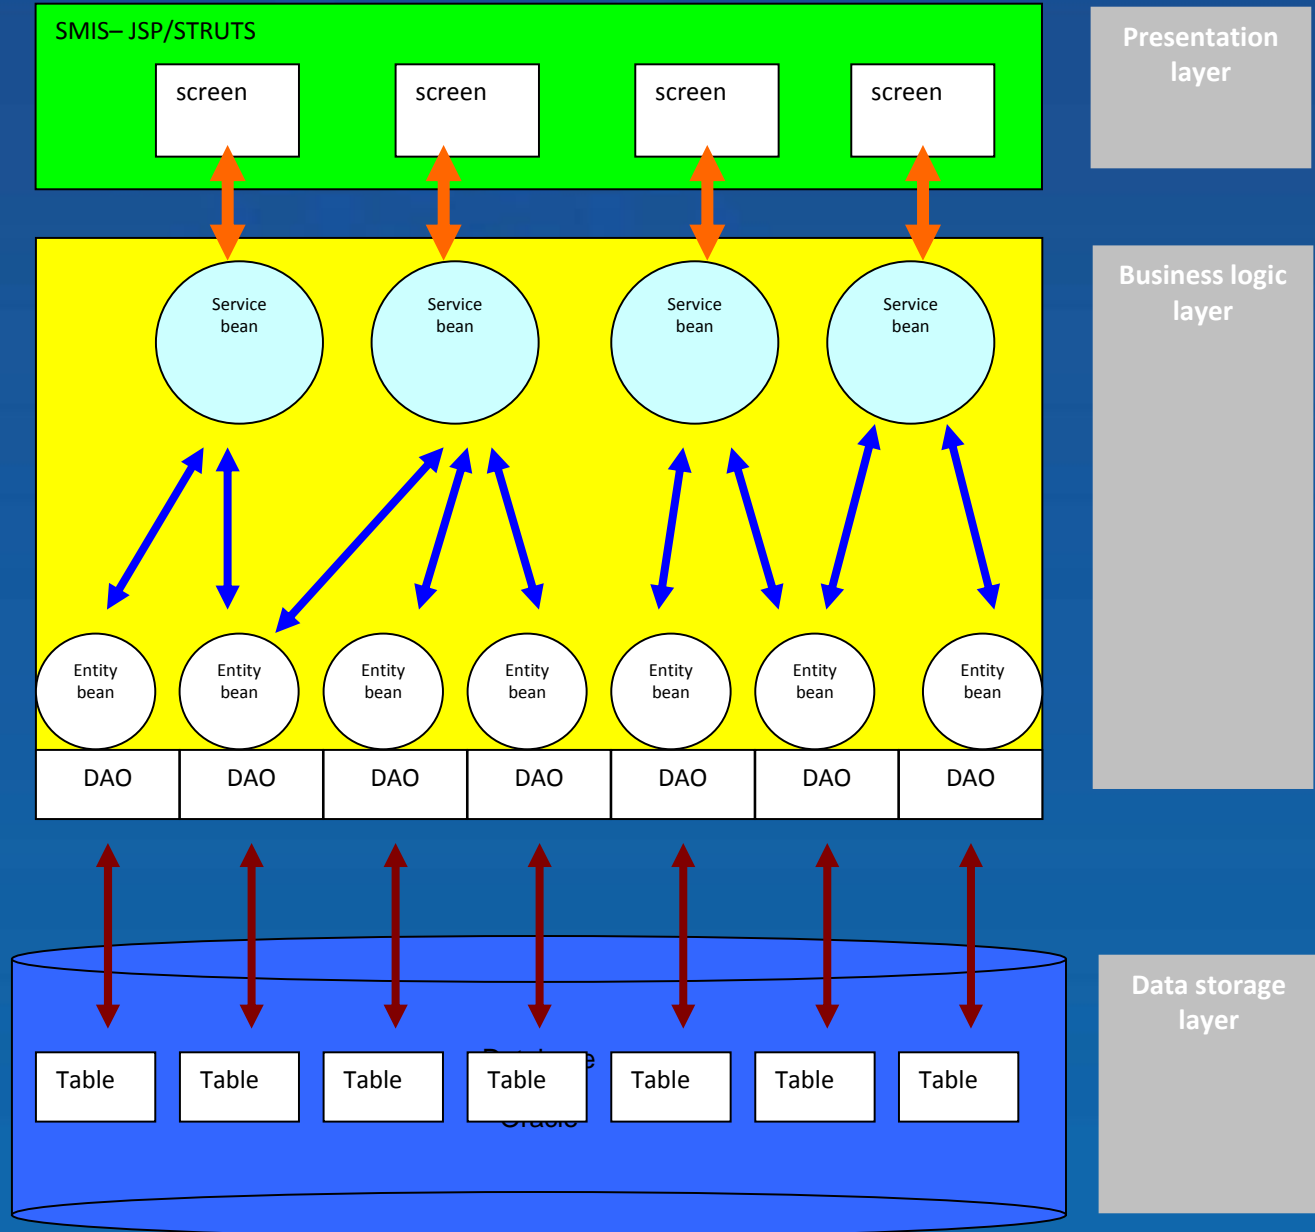 SMIS– JSP/STRUTS
Presentation
layer
screen
screen
screen
screen
Business logic
layer
Service
bean
Service
bean
Service
bean
Service
bean
Entity
bean
Entity
bean
Entity
bean
Entity
bean
Entity
bean
Entity
bean
Entity
bean
DAO
DAO
DAO
DAO
DAO
DAO
DAO
Data storage
layer
Table
Table
Table
Table
Table
Table
Table